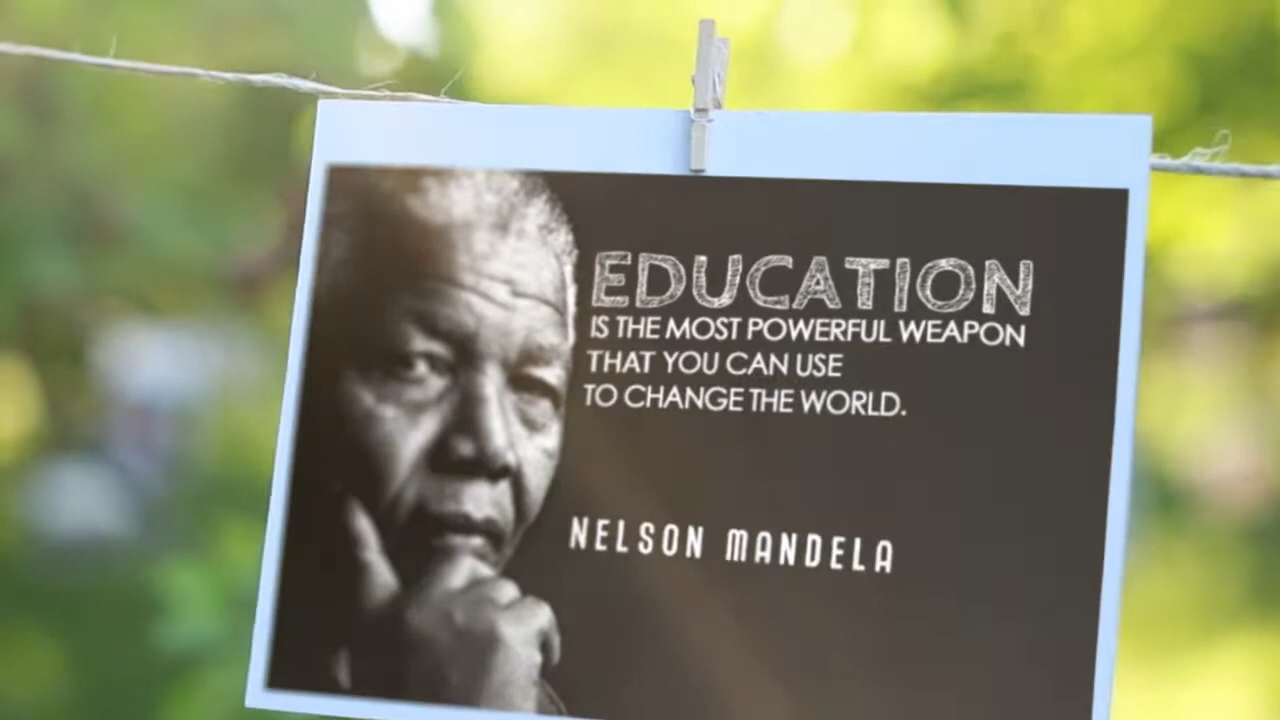 EDUCATION
IS THE MOST POWERFUL WEAPON
THAT YOU CAN USE
TO CHANGE THE WORLD.
NELSON MANDELA